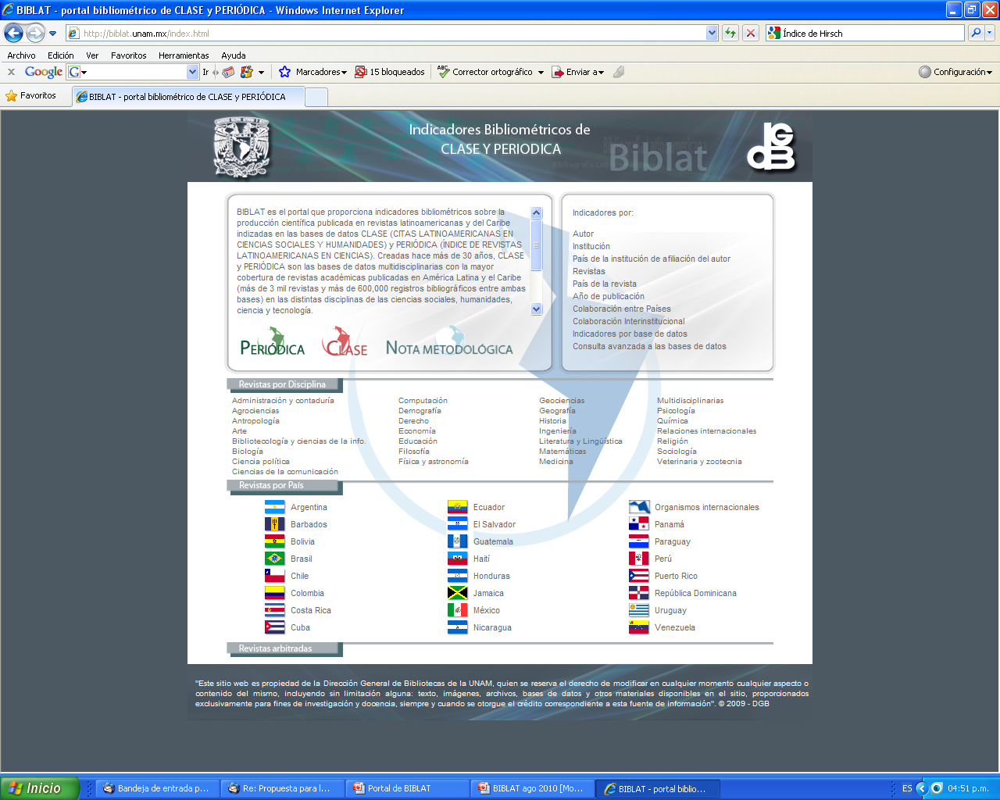 BIBLAT - portal bibliométrico de CLASE y PERIÓDICA - Windows Internet Explorer
http://biblat.unam.mx/index.html
Índice de Hirsch
Archivo Edición Ver Favoritos Herramientas Ayuda
Google Ir Marcadores 15 bloqueados Corrector ortográfico Enviar a Configuración
Favoritos BIBLAT - portal bibliométrico de CLASE y PERIÓDICA
Indicadores Bibliométricos de
CLASE Y PERIODICA
Biblat
DGB
BIBLAT es el portal que proporciona indicadores bibliométricos sobre la
producción científica publicada en revistas latinoamericanas y del Caribe
indizadas en las bases de datos CLASE (CITAS LATINOAMERICANAS EN
CIENCIAS SOCIALES Y HUMANIDADES) y PERIÓDICA (ÍNDICE DE REVISTAS
LATINOAMERICANAS EN CIENCIAS). Creadas hace más de 30 años, CLASE
y PERIÓDICA son las bases de datos multidisciplinarias con la mayor
cobertura de revistas académicas publicadas en América Latina y el Caribe
(más de 3 mil revistas y más de 600,000 registros bibliográficos entre ambas
bases) en las distintas disciplinas de las ciencias sociales, humanidades,
ciencia y tecnología.
PERIÓDICA CLASE NOTA METODOLÓGICA
Indicadores por:
Autor
Institución
País de la institución de afiliación del autor
Revistas
País de la revista
Año de publicación
Colaboración entre Países
Colaboración Interinstitucional
Indicadores por base de datos
Consulta avanzada a las bases de datos
Revistas por Disciplina
Administración y contaduría
Agrociencias
Antropología
Arte
Bibliotecología y ciencias de la info.
Biología
Ciencia política
Ciencias de la comunicación
Computación
Demografía
Derecho
Economía
Educación
Filosofía
Física y astronomía
Geociencias
Geografía
Historia
Ingeniería
Literatura y Lingüística
Matemáticas
Medicina
Multidisciplinarias
Psicología
Química
Relaciones internacionales
Religión
Sociología
Veterinaria y zootecnia
Revistas por País
Argentina
Barbados
Bolivia
Brasil
Chile
Colombia
Costa Rica
Cuba
Ecuador
El Salvador
Guatemala
Haití
Honduras
Jamaica
México
Nicaragua
Organismos internacionales
Panamá
Paraguay
Perú
Puerto Rico
República Dominicana
Uruguay
Venezuela
Revistas arbitradas
"Este sitio web es propiedad de la Dirección General de Bibliotecas de la UNAM, quien se reserva el derecho de modificar en cualquier momento cualquier aspecto o
contenido del mismo, incluyendo sin limitación alguna: texto, imágenes, archivos, bases de datos y otros materiales disponibles en el sitio, proporcionados
exclusivamente para fines de investigación y docencia, siempre y cuando se otorgue el crédito correspondiente a esta fuente de información". © 2009 - DGB
Inicio Bandeja de entrada p... Re: Propuesta para l... Portal de BIBLAT BIBLAT ago 2010 [Mo... BIBLAT - portal biblio... ES 04:51 p.m.